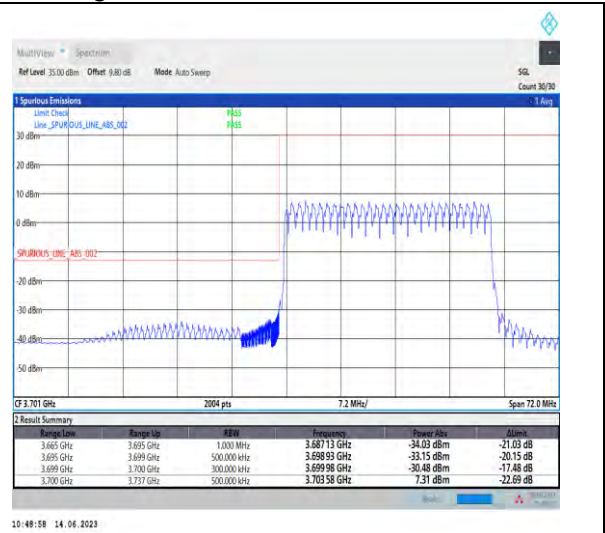 MultiView Spectrum
Ref Level 35.00 dBm Offset 9.80 dB Mode Auto Sweep SGL
Count 30/30
1 Spurious Emissions 1 Avg
Limit Check PASS
Line _SPURIOUS_LINE_ABS_002 PASS
30 dBm
20 dBm
10 dBm
0 dBm
_SPURIOUS_LINE_ABS_002
-20 dBm
-30 dBm
-40 dBm
-50 dBm
CF 3.701 GHz 2004 pts 7.2 MHz/ Span 72.0 MHz
2 Result Summary
Range Low Range Up RBW Frequency Power Abs ΔLimit
3.665 GHz 3.695 GHz 1.000 MHz 3.687 13 GHz -34.03 dBm -21.03 dB
3.695 GHz 3.699 GHz 500.000 kHz 3.698 93 GHz -33.15 dBm -20.15 dB
3.699 GHz 3.700 GHz 300.000 kHz 3.699 98 GHz -30.48 dBm -17.48 dB
3.700 GHz 3.737 GHz 500.000 kHz 3.703 58 GHz 7.31 dBm -22.69 dB
10:48:58 14.06.2023